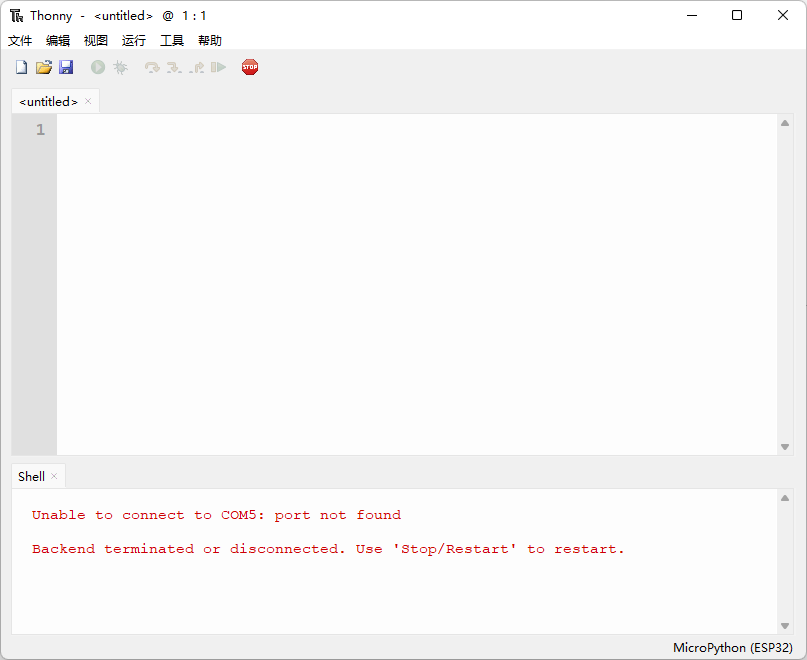 Thonny - <untitled> @ 1 : 1
文件 编辑 视图 运行 工具 帮助
STOP
<untitled> ×
1
Shell ×
Unable to connect to COM5: port not found
Backend terminated or disconnected. Use 'Stop/Restart' to restart.
MicroPython (ESP32)